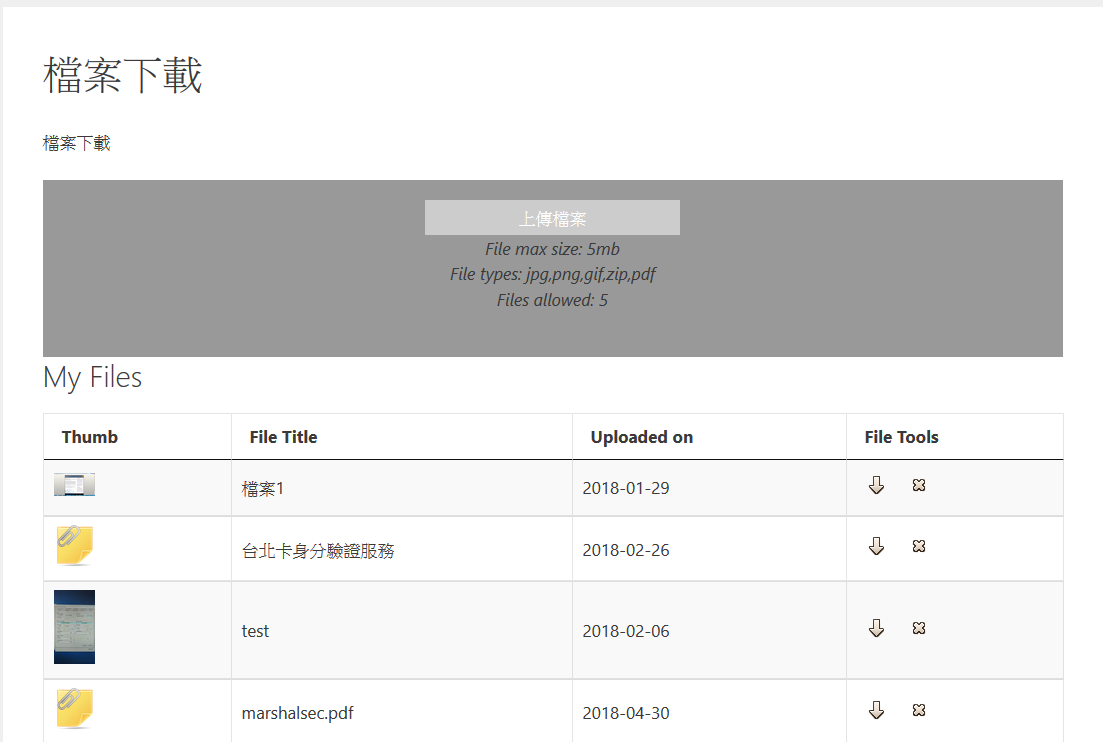 檔案下載
檔案下載
上傳檔案
File max size: 5mb
File types: jpg,png,gif,zip,pdf
Files allowed: 5
My Files
Thumb File Title Uploaded on File Tools
檔案1 2018-01-29
台北卡身分驗證服務 2018-02-26
test 2018-02-06
marshalsec.pdf 2018-04-30